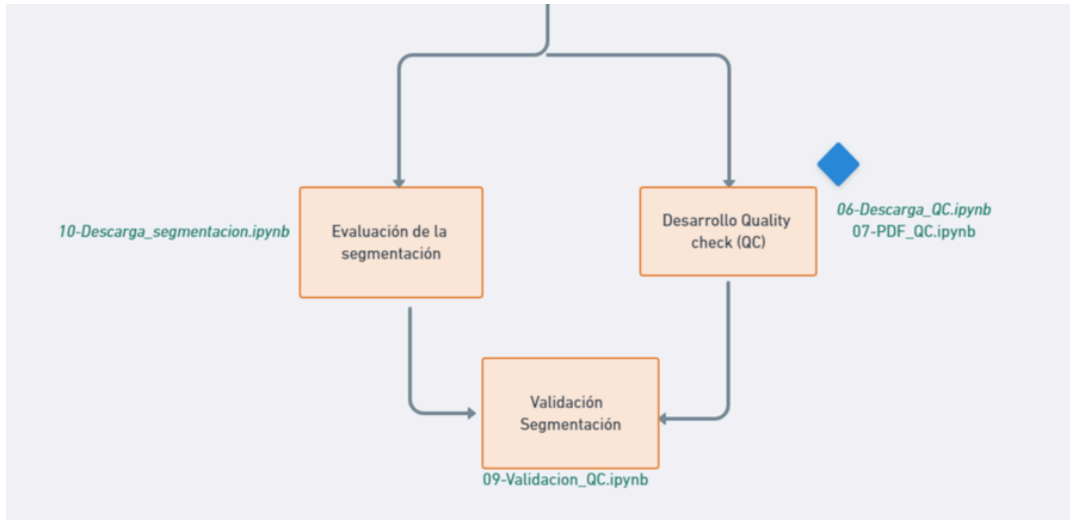 10-Descarga_segmentacion.ipynb
Evaluación de la
segmentación
Desarrollo Quality
check (QC)
06-Descarga_QC.ipynb
07-PDF_QC.ipynb
Validación
Segmentación
09-Validacion_QC.ipynb